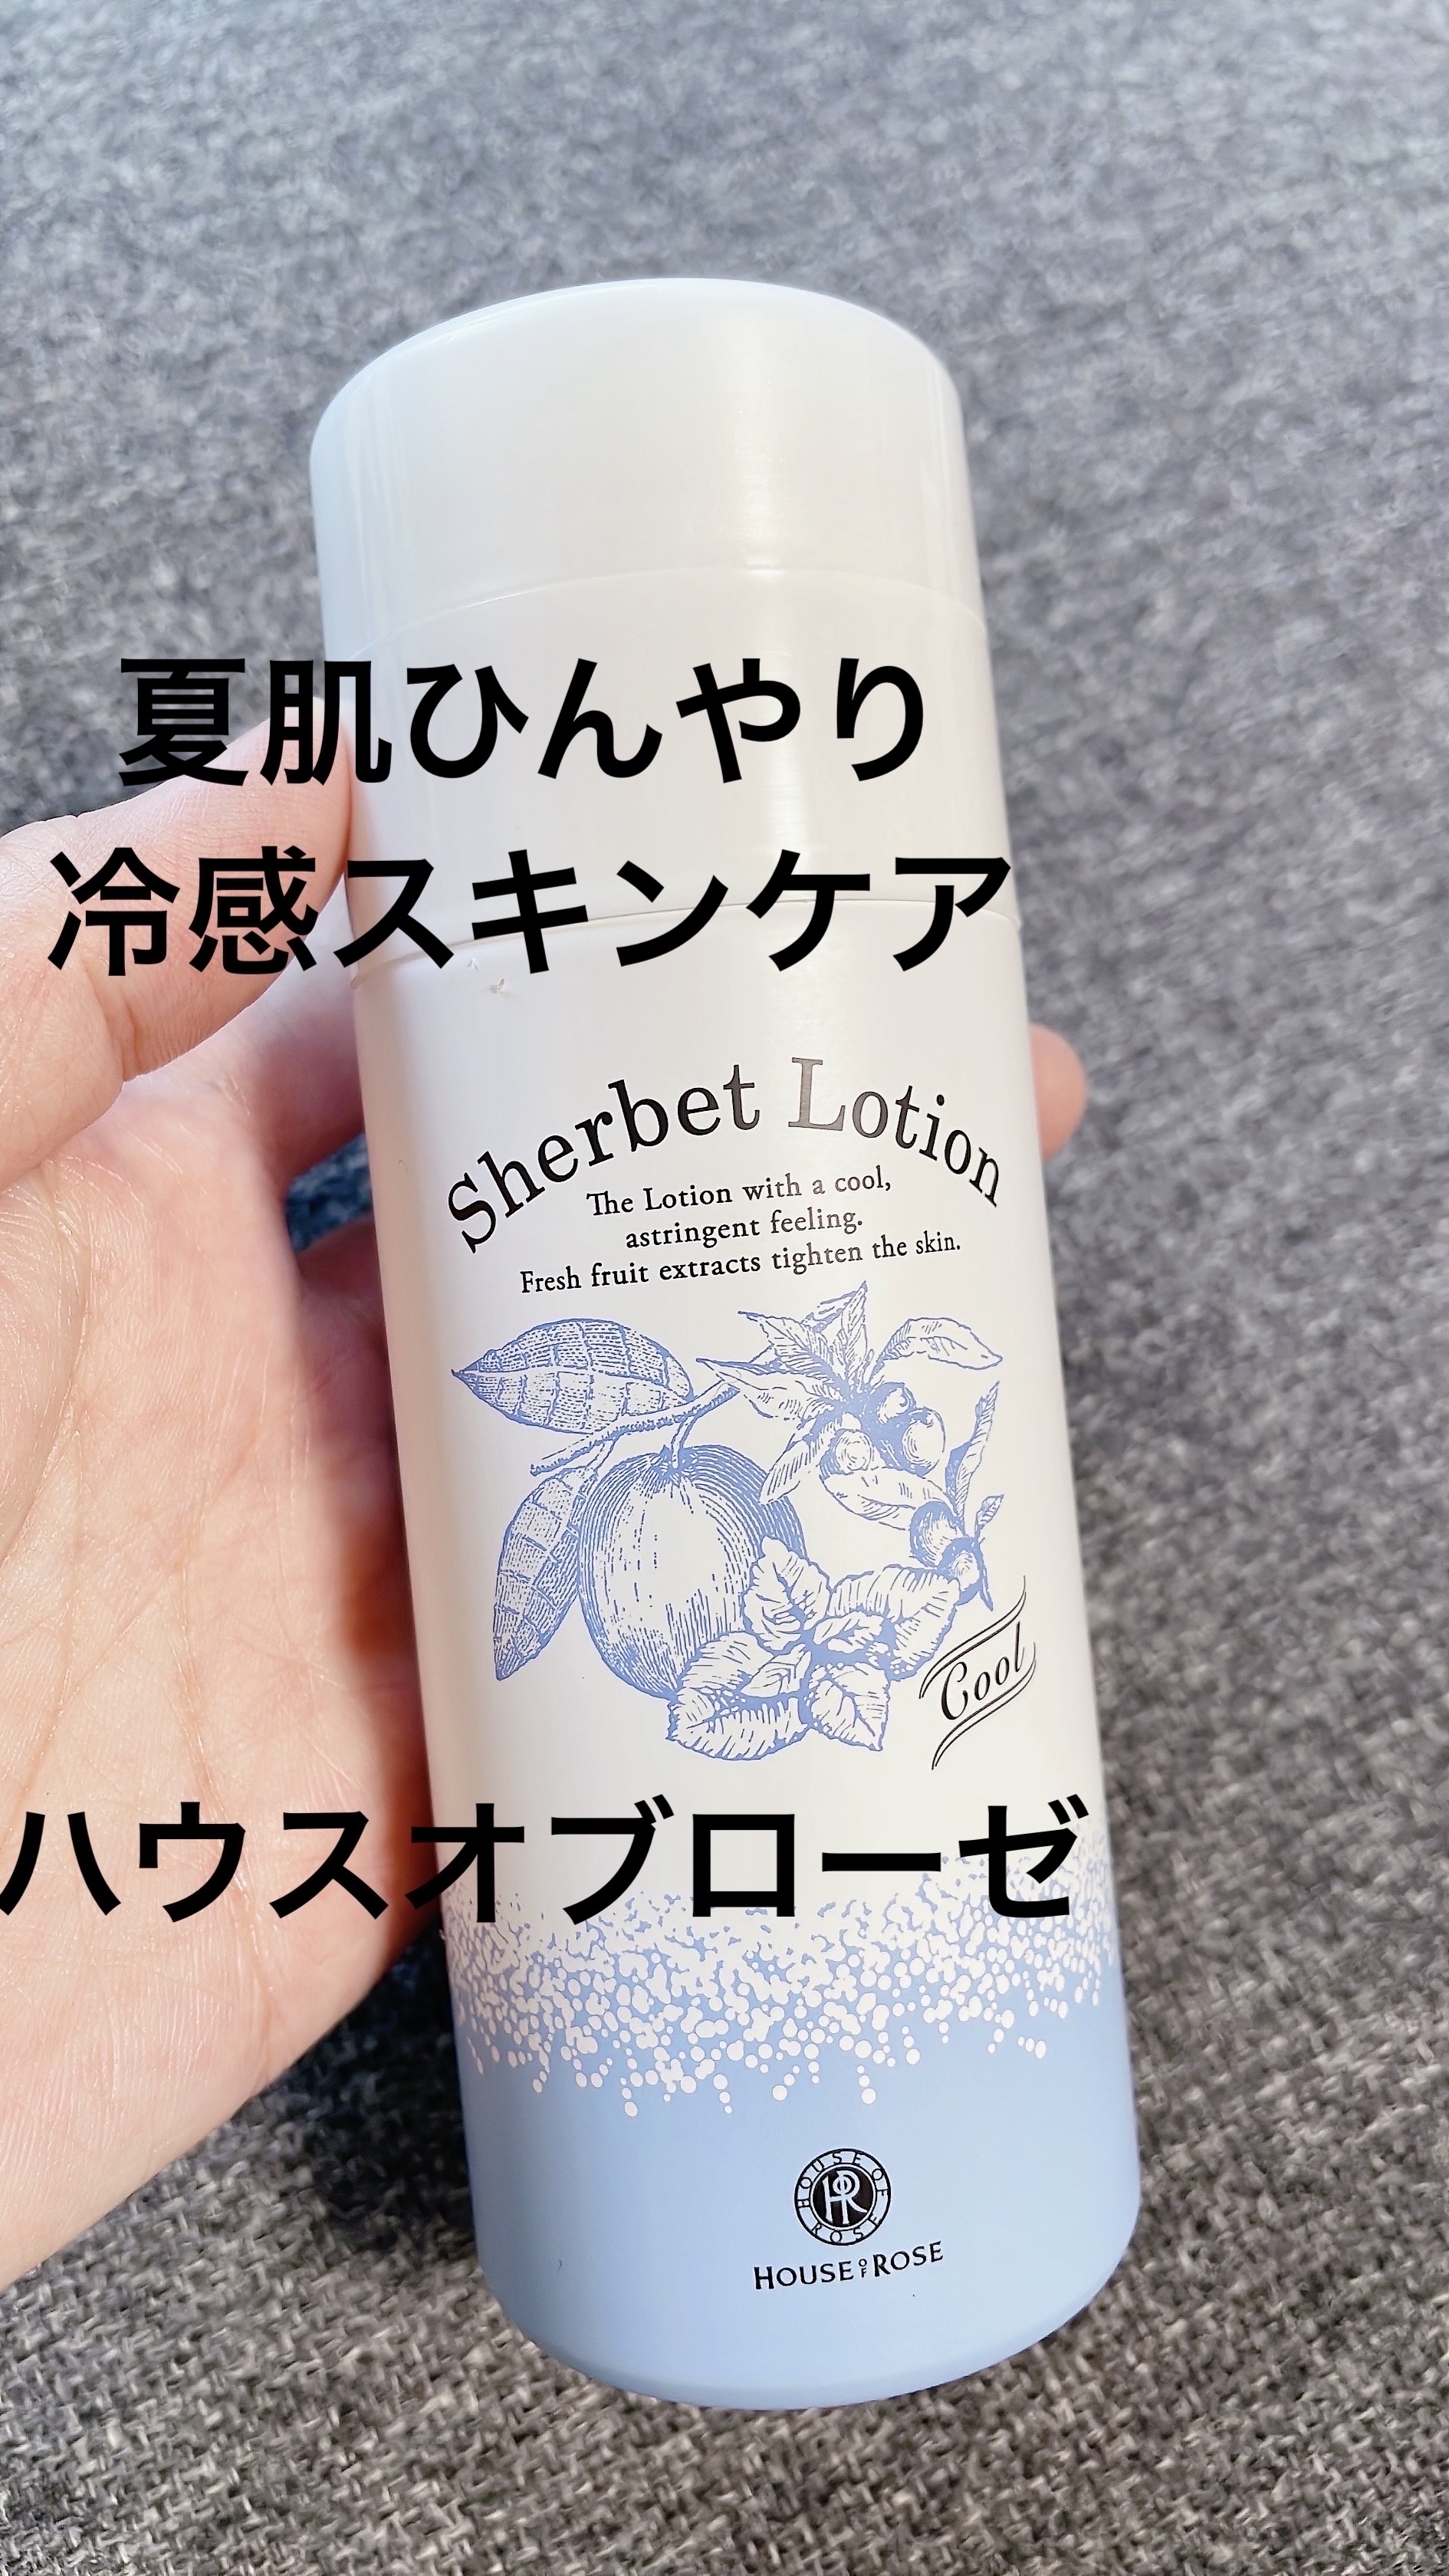 夏肌ひんやり
冷感スキンケア
Sherbet Lotion
The Lotion with a cool,
astringent feeling.
Fresh fruit extracts tighten the skin.
Cool
ハウスオブローゼ
HOUSE OF ROSE
HR
HOUSE OF ROSE